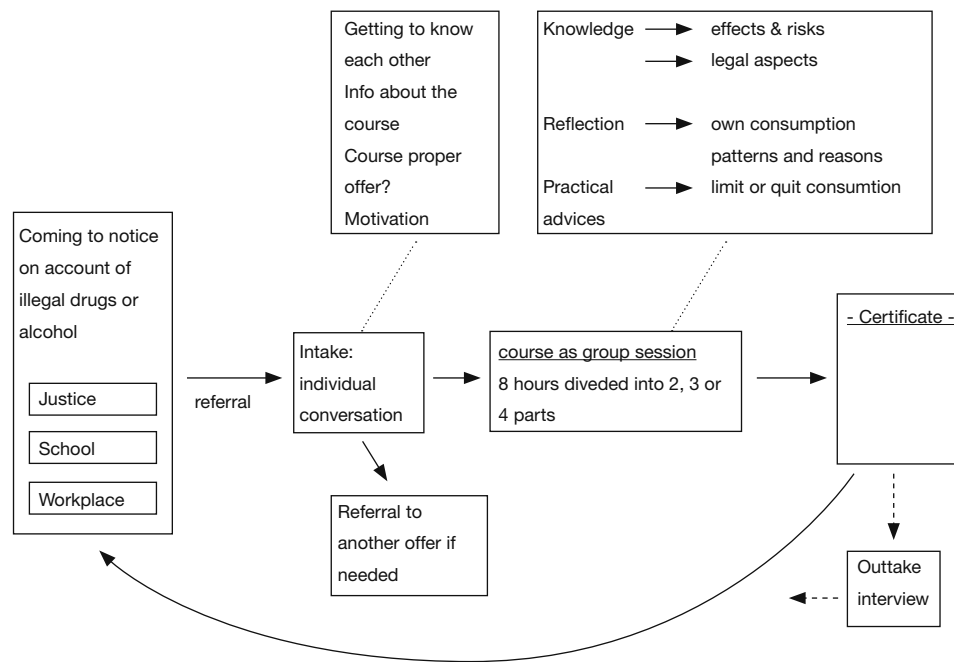 Getting to know
each other
Info about the
course
Course proper
offer?
Motivation
Knowledge effects & risks
legal aspects
Reflection own consumption
patterns and reasons
Practical limit or quit consumtion
advices
Coming to notice
on account of
illegal drugs or
alcohol
Justice
School
Workplace
referral
Intake:
individual
conversation
course as group session
8 hours diveded into 2, 3 or
4 parts
- Certificate -
Referral to
another offer if
needed
Outtake
interview